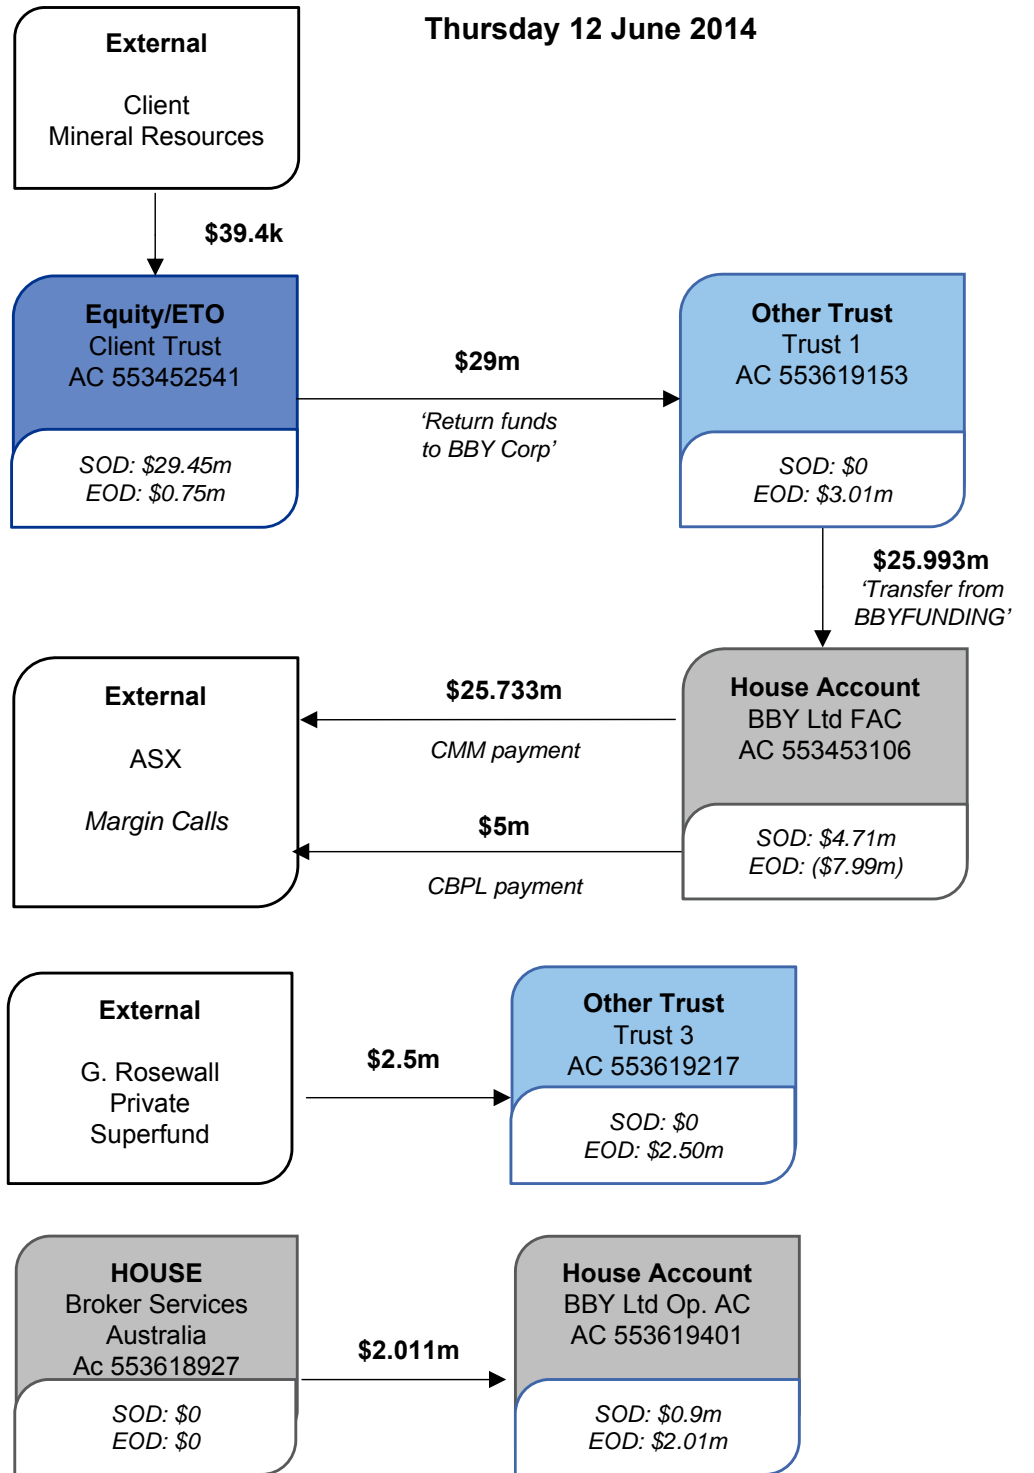 Thursday 12 June 2014
External
Client
Mineral Resources
$39.4k
Equity/ETO
Client Trust
AC 553452541
SOD: $29.45m
EOD: $0.75m
$29m
‘Return funds
to BBY Corp’
Other Trust
Trust 1
AC 553619153
SOD: $0
EOD: $3.01m
$25.993m
‘Transfer from
BBYFUNDING’
External
ASX
Margin Calls
$25.733m
CMM payment
$5m
CBPL payment
House Account
BBY Ltd FAC
AC 553453106
SOD: $4.71m
EOD: ($7.99m)
External
G. Rosewall
Private
Superfund
$2.5m
Other Trust
Trust 3
AC 553619217
SOD: $0
EOD: $2.50m
HOUSE
Broker Services
Australia
Ac 553618927
SOD: $0
EOD: $0
$2.011m
House Account
BBY Ltd Op. AC
AC 553619401
SOD: $0.9m
EOD: $2.01m